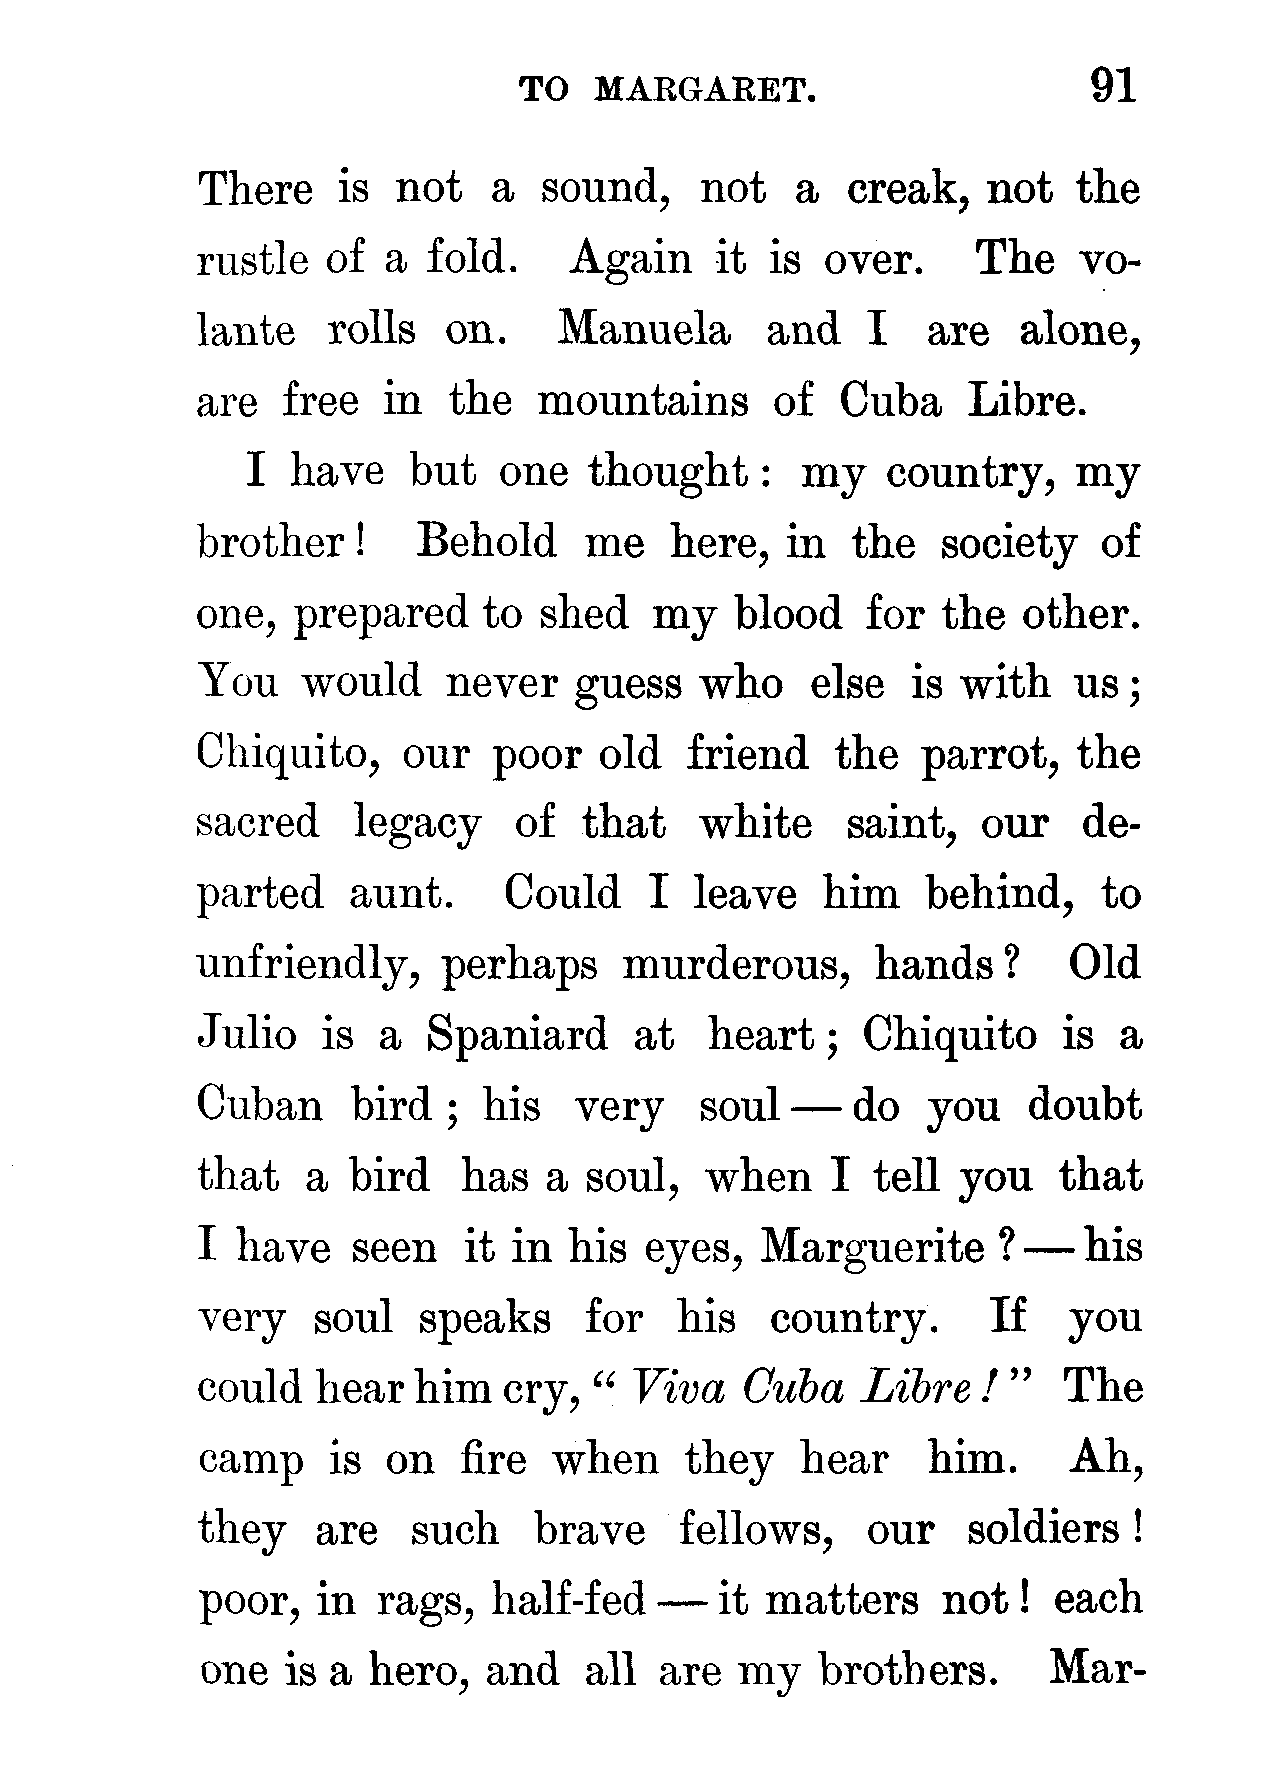 TO MARGARET. 91
There is not a sound, not a creak, not the
rustle of a fold. Again it is over. The vo-
lante rolls on. Manuela and I are alone,
are free in the mountains of Cuba Libre.
I have but one thought : my country, my
brother ! Behold me here, in the society of
one, prepared to shed my blood for the other.
You would never guess who else is with us ;
Chiquito, our poor old friend the parrot, the
sacred legacy of that white saint, our de-
parted aunt. Could I leave him behind, to
unfriendly, perhaps murderous, hands ? Old
Julio is a Spaniard at heart ; Chiquito is a
Cuban bird ; his very soul — do you doubt
that a bird has a soul, when I tell you that
I have seen it in his eyes, Marguerite ? — his
very soul speaks for his country. If you
could hear him cry, “ Viva Cuba Libre ! ” The
camp is on fire when they hear him. Ah,
they are such brave fellows, our soldiers !
poor, in rags, half-fed — it matters not ! each
one is a hero, and all are my brothers. Mar-